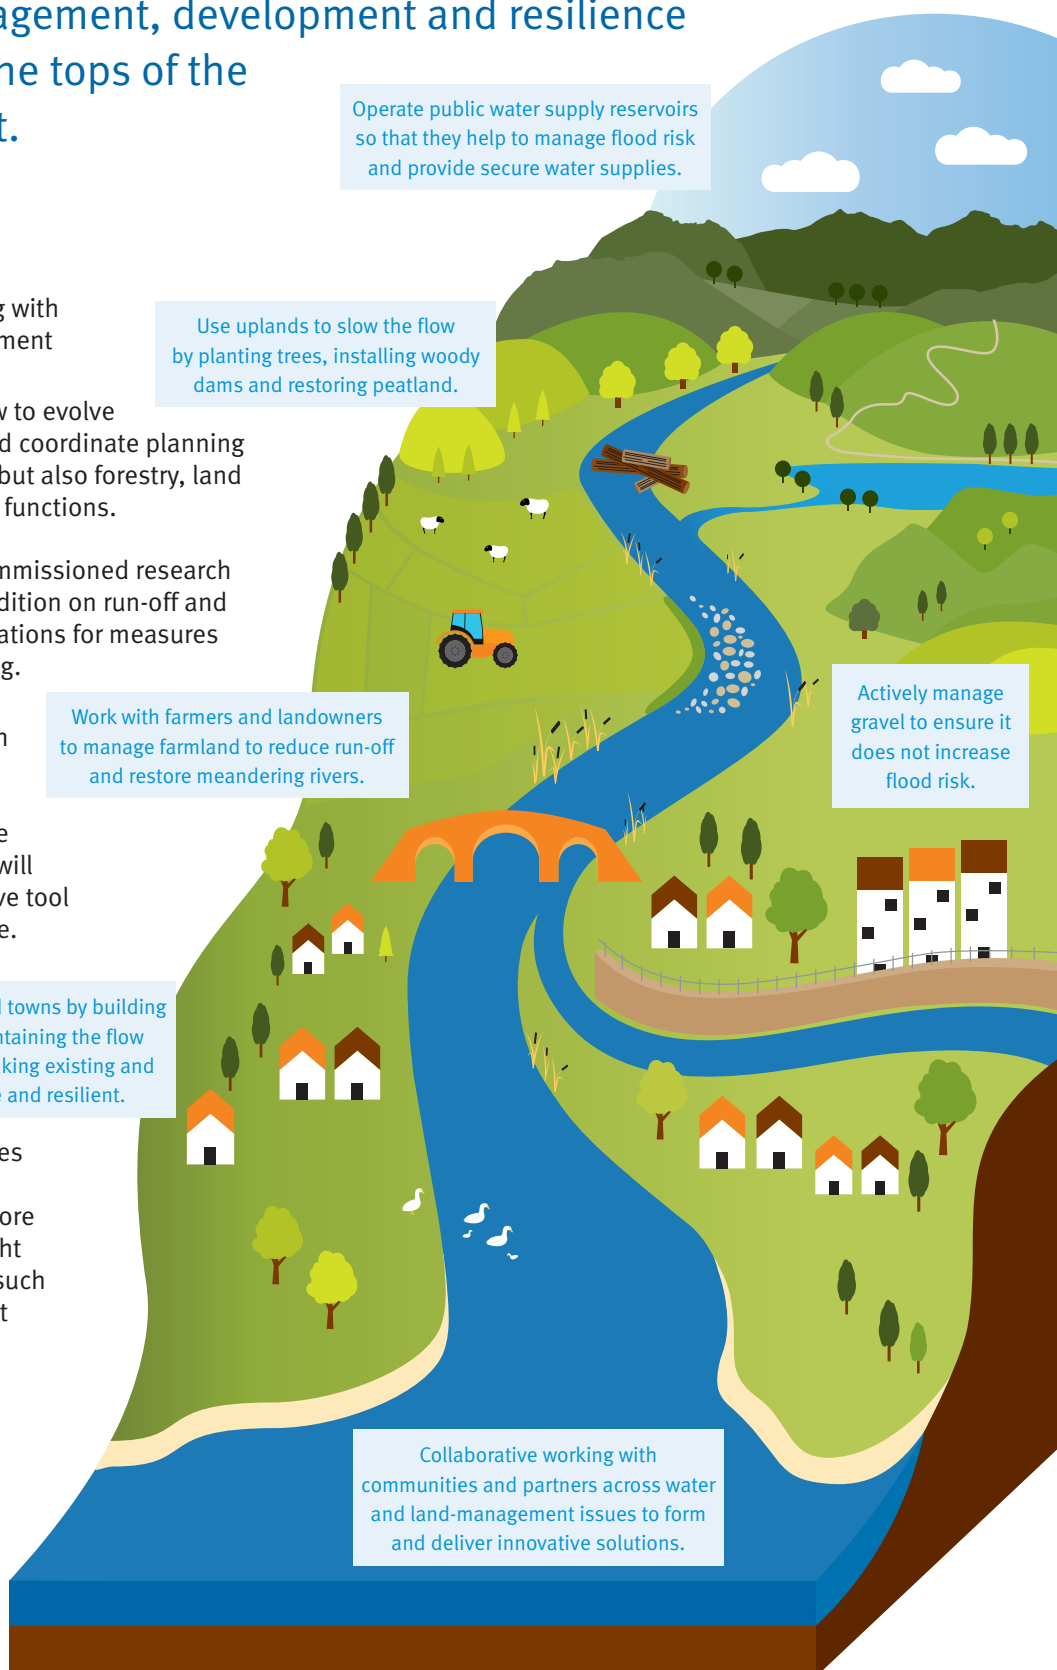 agement, development and resilience
ne tops of the
t.
Operate public water supply reservoirs
so that they help to manage flood risk
and provide secure water supplies.
g with
ment
Use uplands to slow the flow
by planting trees, installing woody
dams and restoring peatland.
w to evolve
d coordinate planning
but also forestry, land
functions.
mmissioned research
dition on run-off and
ations for measures
g.
Work with farmers and landowners
to manage farmland to reduce run-off
and restore meandering rivers.
Actively manage
gravel to ensure it
does not increase
flood risk.
n
e
will
ve tool
e.
d towns by building
ntaining the flow
aking existing and
e and resilient.
es
ore
ht
such
t
Collaborative working with
communities and partners across water
and land-management issues to form
and deliver innovative solutions.